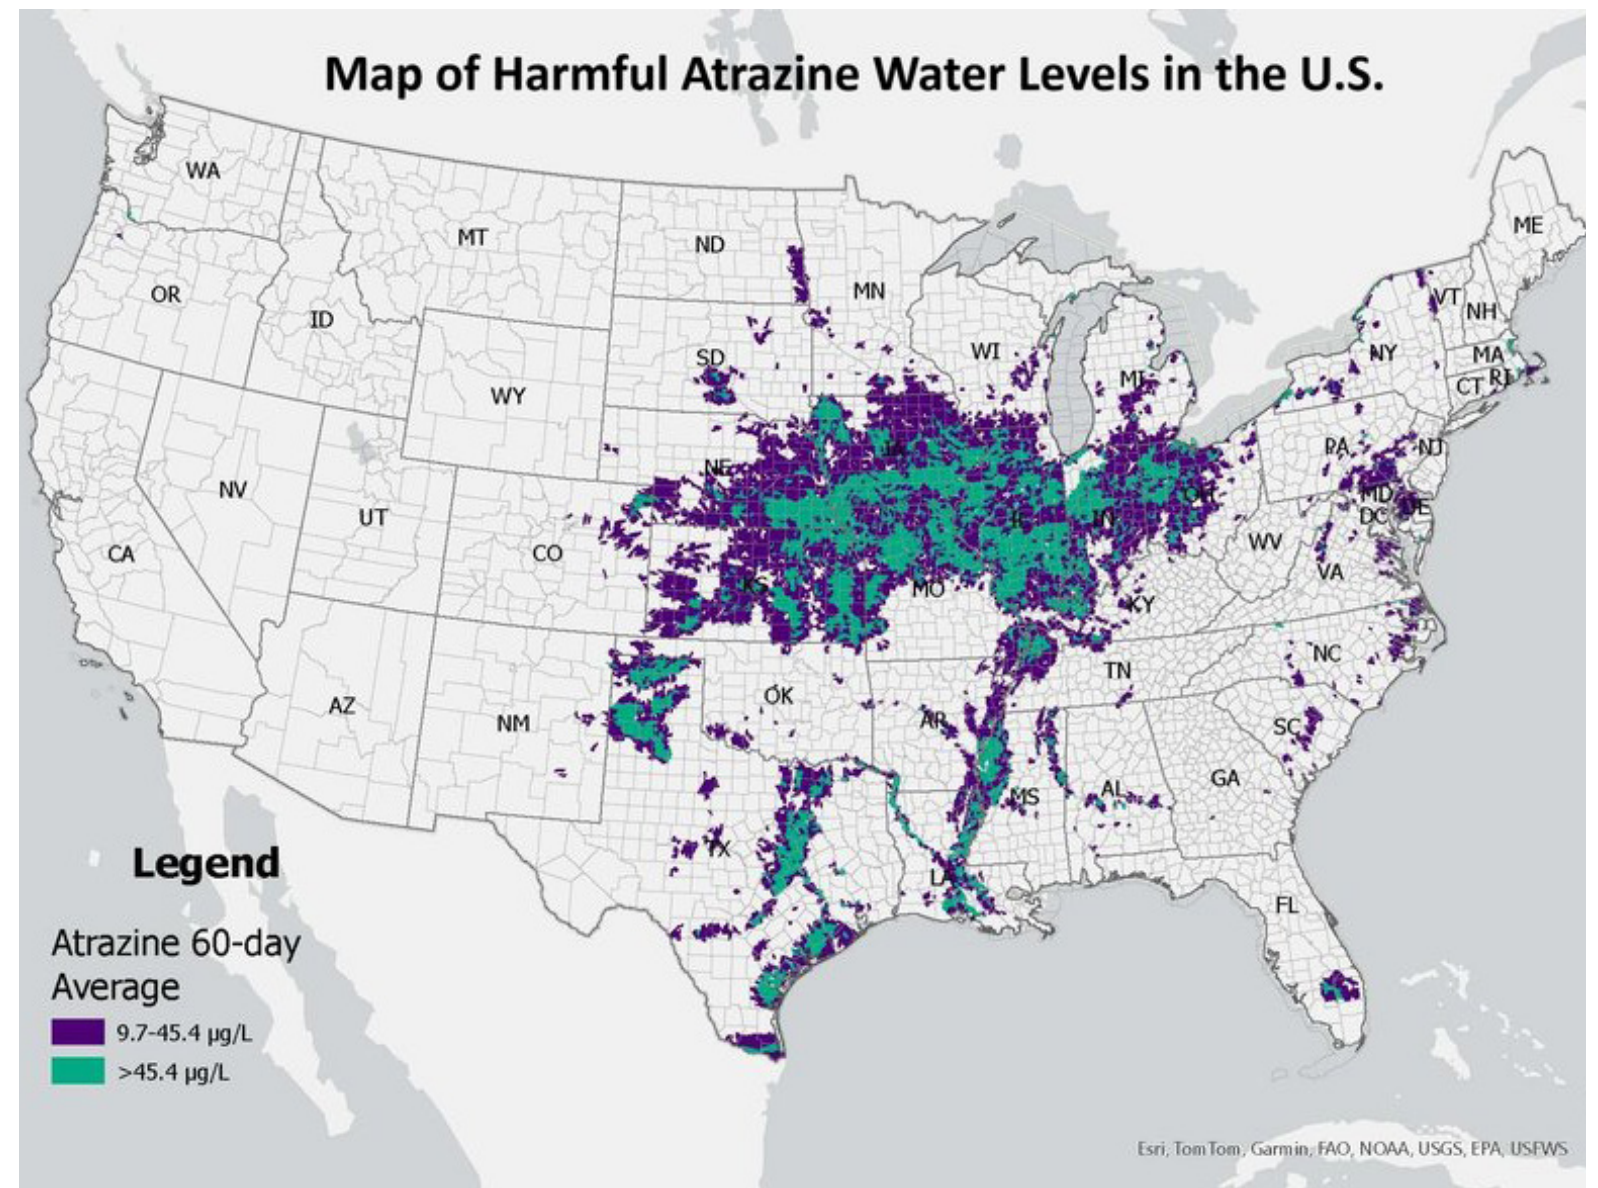 Map of Harmful Atrazine Water Levels in the U.S.
WA
MT
ND
MN
ME
OR
ID
SD
WI
MI
NY
VT
NH
MA
CT
RI
WY
NE
IA
PA
NJ
NV
UT
CO
IL
IN
OH
MD
DE
DC
CA
KS
MO
WV
VA
KY
AZ
NM
OK
AR
TN
NC
SC
TX
LA
MS
AL
GA
FL
Legend
Atrazine 60-day
Average
9.7-45.4 µg/L
>45.4 µg/L
Esri, TomTom, Garmin, FAO, NOAA, USGS, EPA, USFWS